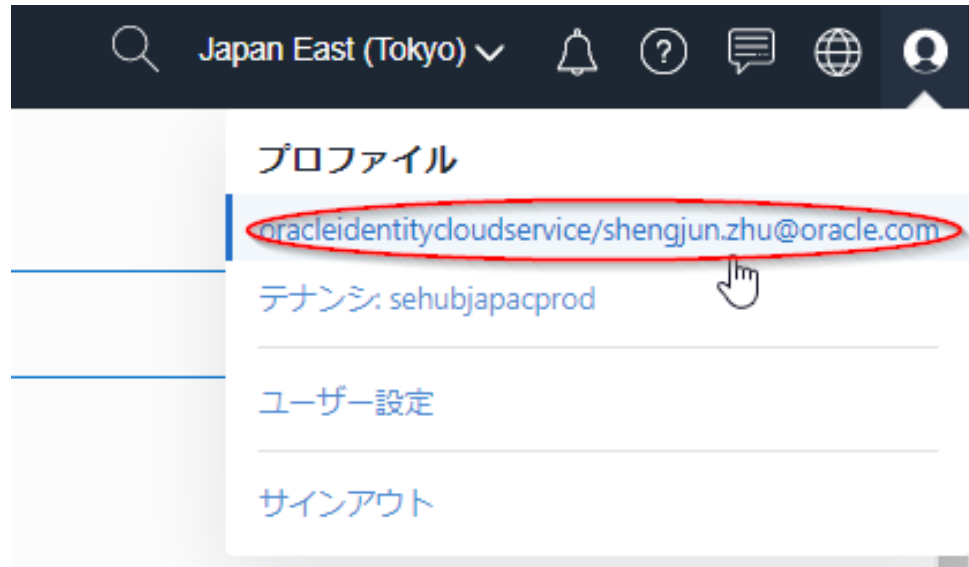 Japan East (Tokyo)
プロファイル
oracleidentitycloudservice/shengjun.zhu@oracle.com
テナンシ: sehubjapacprod
ユーザー設定
サインアウト